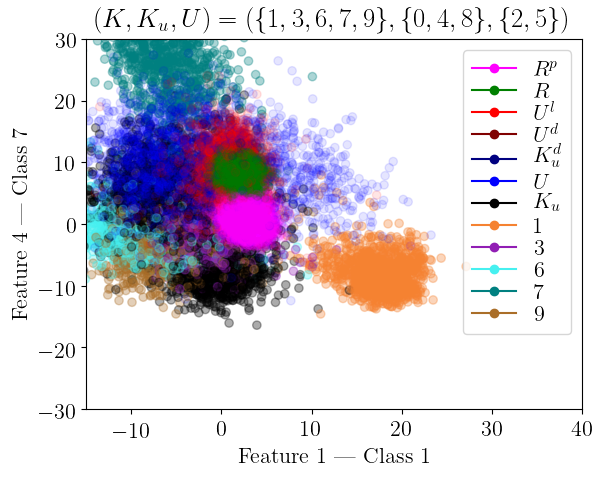 (K, K_u, U) = ({1, 3, 6, 7, 9}, {0, 4, 8}, {2, 5})
30
20
10
0
−10
−20
−30
Feature 4 — Class 7
−10
0
10
20
30
40
Feature 1 — Class 1
R^p
R
U^l
U^d
K_u^d
U
K_u
1
3
6
7
9